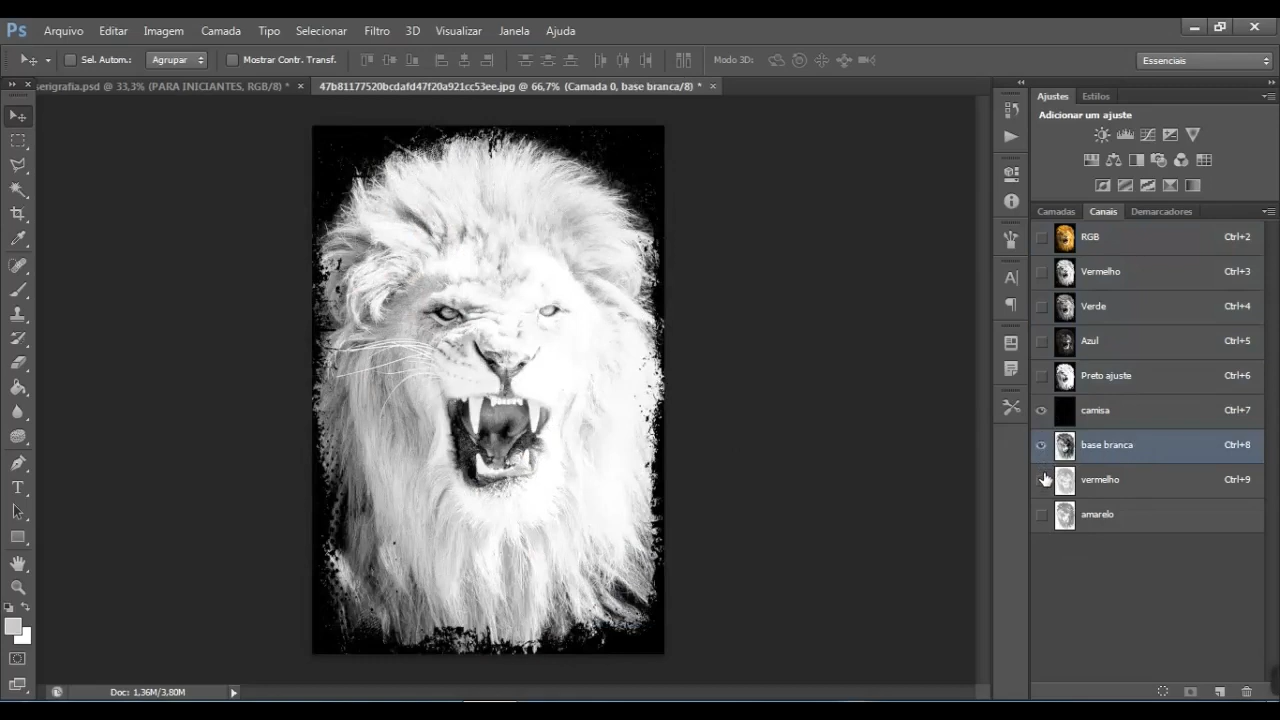 Ps Arquivo Editar Imagem Camada Tipo Selecionar Filtro 3D Visualizar Janela Ajuda
Sel. Autom.: Agrupar Mostrar Contr. Transf. Modo 3D: Essenciais
serigrafia.psd @ 33,3% (PARA INICIANTES, RGB/8) * × 47b81177520bcdafd47f20a921cc53ee.jpg @ 66,7% (Camada 0, base branca/8) * ×
Ajustes Estilos
Adicionar um ajuste
Camadas Canais Demarcadores
RGB Ctrl+2
Vermelho Ctrl+3
Verde Ctrl+4
Azul Ctrl+5
Preto ajuste Ctrl+6
camisa Ctrl+7
base branca Ctrl+8
vermelho Ctrl+9
amarelo
Doc: 1,36M/3,80M